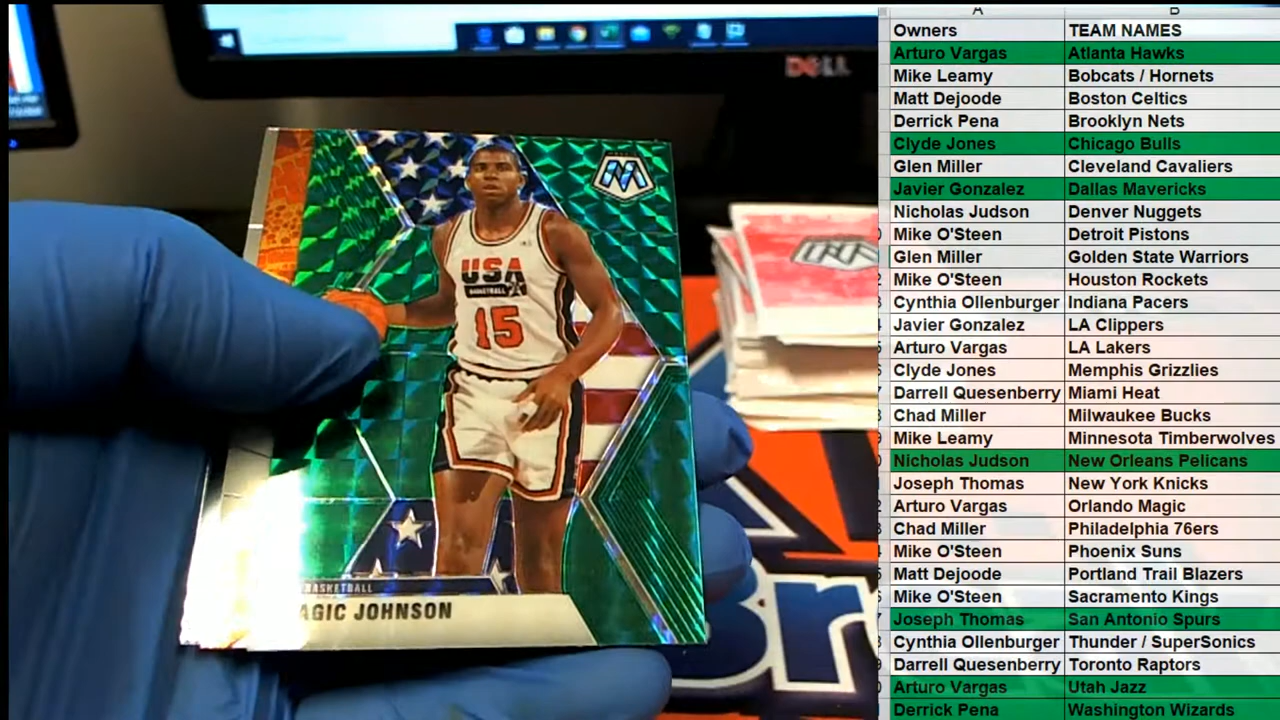 DELL
USA
BASKETBALL
15
BASKETBALL
AGIC JOHNSON
Br
A B
Owners TEAM NAMES
Arturo Vargas Atlanta Hawks
Mike Leamy Bobcats / Hornets
Matt Dejoode Boston Celtics
Derrick Pena Brooklyn Nets
Clyde Jones Chicago Bulls
Glen Miller Cleveland Cavaliers
Javier Gonzalez Dallas Mavericks
Nicholas Judson Denver Nuggets
Mike O'Steen Detroit Pistons
Glen Miller Golden State Warriors
Mike O'Steen Houston Rockets
Cynthia Ollenburger Indiana Pacers
Javier Gonzalez LA Clippers
Arturo Vargas LA Lakers
Clyde Jones Memphis Grizzlies
Darrell Quesenberry Miami Heat
Chad Miller Milwaukee Bucks
Mike Leamy Minnesota Timberwolves
Nicholas Judson New Orleans Pelicans
Joseph Thomas New York Knicks
Arturo Vargas Orlando Magic
Chad Miller Philadelphia 76ers
Mike O'Steen Phoenix Suns
Matt Dejoode Portland Trail Blazers
Mike O'Steen Sacramento Kings
Joseph Thomas San Antonio Spurs
Cynthia Ollenburger Thunder / SuperSonics
Darrell Quesenberry Toronto Raptors
Arturo Vargas Utah Jazz
Derrick Pena Washington Wizards